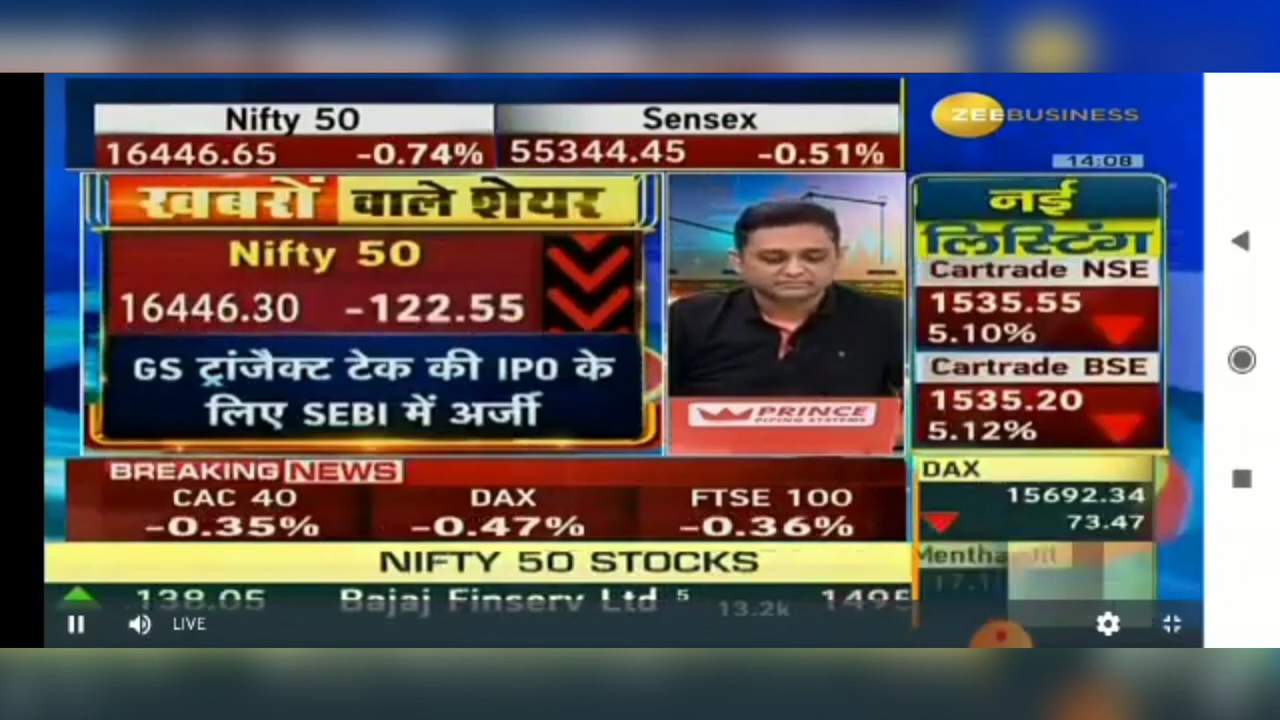 Nifty 50
Sensex
16446.65 -0.74%
55344.45 -0.51%
ZEEBUSINESS
14:08
खबरों वाले शेयर
Nifty 50
16446.30 -122.55
GS ट्रांजैक्ट टेक की IPO के
लिए SEBI में अर्जी
PRINCE
PIPING SYSTEMS
नई
लिस्टिंग
Cartrade NSE
1535.55
5.10%
Cartrade BSE
1535.20
5.12%
BREAKING NEWS
CAC 40
-0.35%
DAX
-0.47%
FTSE 100
-0.36%
DAX
15692.34
73.47
NIFTY 50 STOCKS
138.05 Bajaj Finserv Ltd 5 13.2k
LIVE